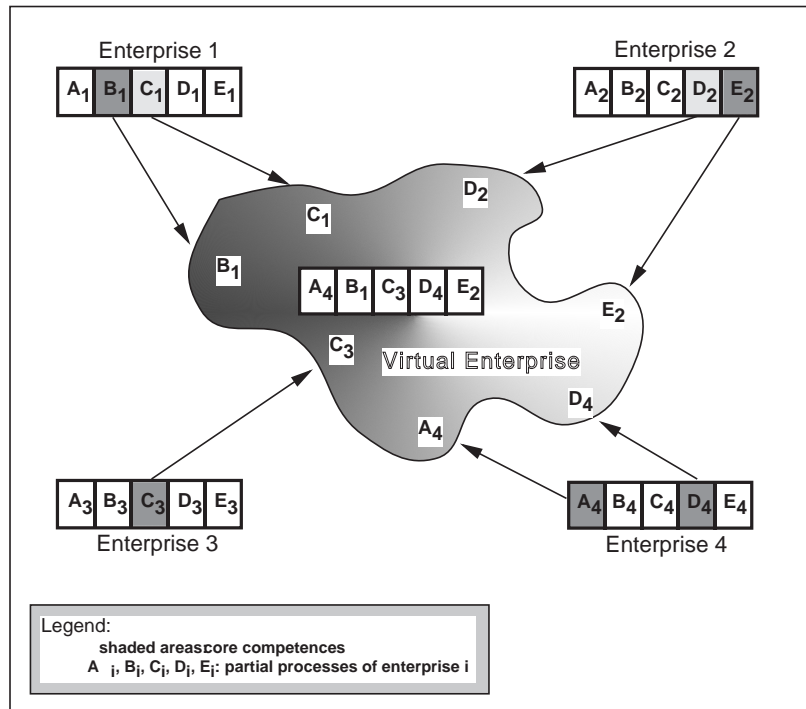 Enterprise 1
Enterprise 2
A1 B1 C1 D1 E1
A2 B2 C2 D2 E2
D2
C1
B1
A4 B1 C3 D4 E2
E2
C3
Virtual Enterprise
D4
A4
A3 B3 C3 D3 E3
A4 B4 C4 D4 E4
Enterprise 3
Enterprise 4
Legend:
shaded areas:core competences
A i, Bi, Ci, Di, Ei: partial processes of enterprise i